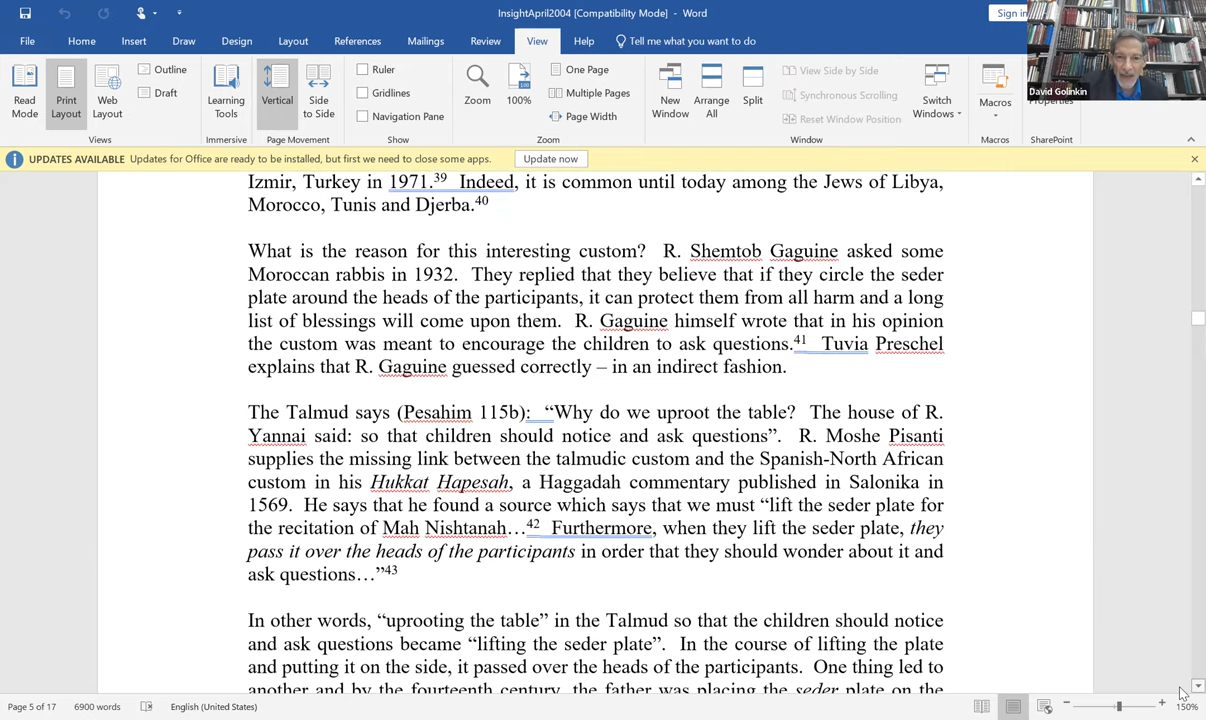 InsightApril2004 [Compatibility Mode] - Word
Sign in
File Home Insert Draw Design Layout References Mailings Review View Help Tell me what you want to do
Read Mode
Print Layout
Web Layout
Outline
Draft
Views
Learning Tools
Immersive
Vertical
Side to Side
Page Movement
Ruler
Gridlines
Navigation Pane
Show
Zoom
100%
One Page
Multiple Pages
Page Width
Zoom
New Window
Arrange All
Split
View Side by Side
Synchronous Scrolling
Reset Window Position
Switch Windows
Window
Macros
Macros
Properties
SharePoint
David Golinkin
UPDATES AVAILABLE Updates for Office are ready to be installed, but first we need to close some apps. Update now
Izmir, Turkey in 1971.39 Indeed, it is common until today among the Jews of Libya,
Morocco, Tunis and Djerba.40
What is the reason for this interesting custom? R. Shemtob Gaguine asked some
Moroccan rabbis in 1932. They replied that they believe that if they circle the seder
plate around the heads of the participants, it can protect them from all harm and a long
list of blessings will come upon them. R. Gaguine himself wrote that in his opinion
the custom was meant to encourage the children to ask questions.41 Tuvia Preschel
explains that R. Gaguine guessed correctly – in an indirect fashion.
The Talmud says (Pesahim 115b): “Why do we uproot the table? The house of R.
Yannai said: so that children should notice and ask questions”. R. Moshe Pisanti
supplies the missing link between the talmudic custom and the Spanish-North African
custom in his Hukkat Hapesah, a Haggadah commentary published in Salonika in
1569. He says that he found a source which says that we must “lift the seder plate for
the recitation of Mah Nishtanah…42 Furthermore, when they lift the seder plate, they
pass it over the heads of the participants in order that they should wonder about it and
ask questions…”43
In other words, “uprooting the table” in the Talmud so that the children should notice
and ask questions became “lifting the seder plate”. In the course of lifting the plate
and putting it on the side, it passed over the heads of the participants. One thing led to
another and by the fourteenth century, the father was placing the seder plate on the
Page 5 of 17 6900 words English (United States) 150%